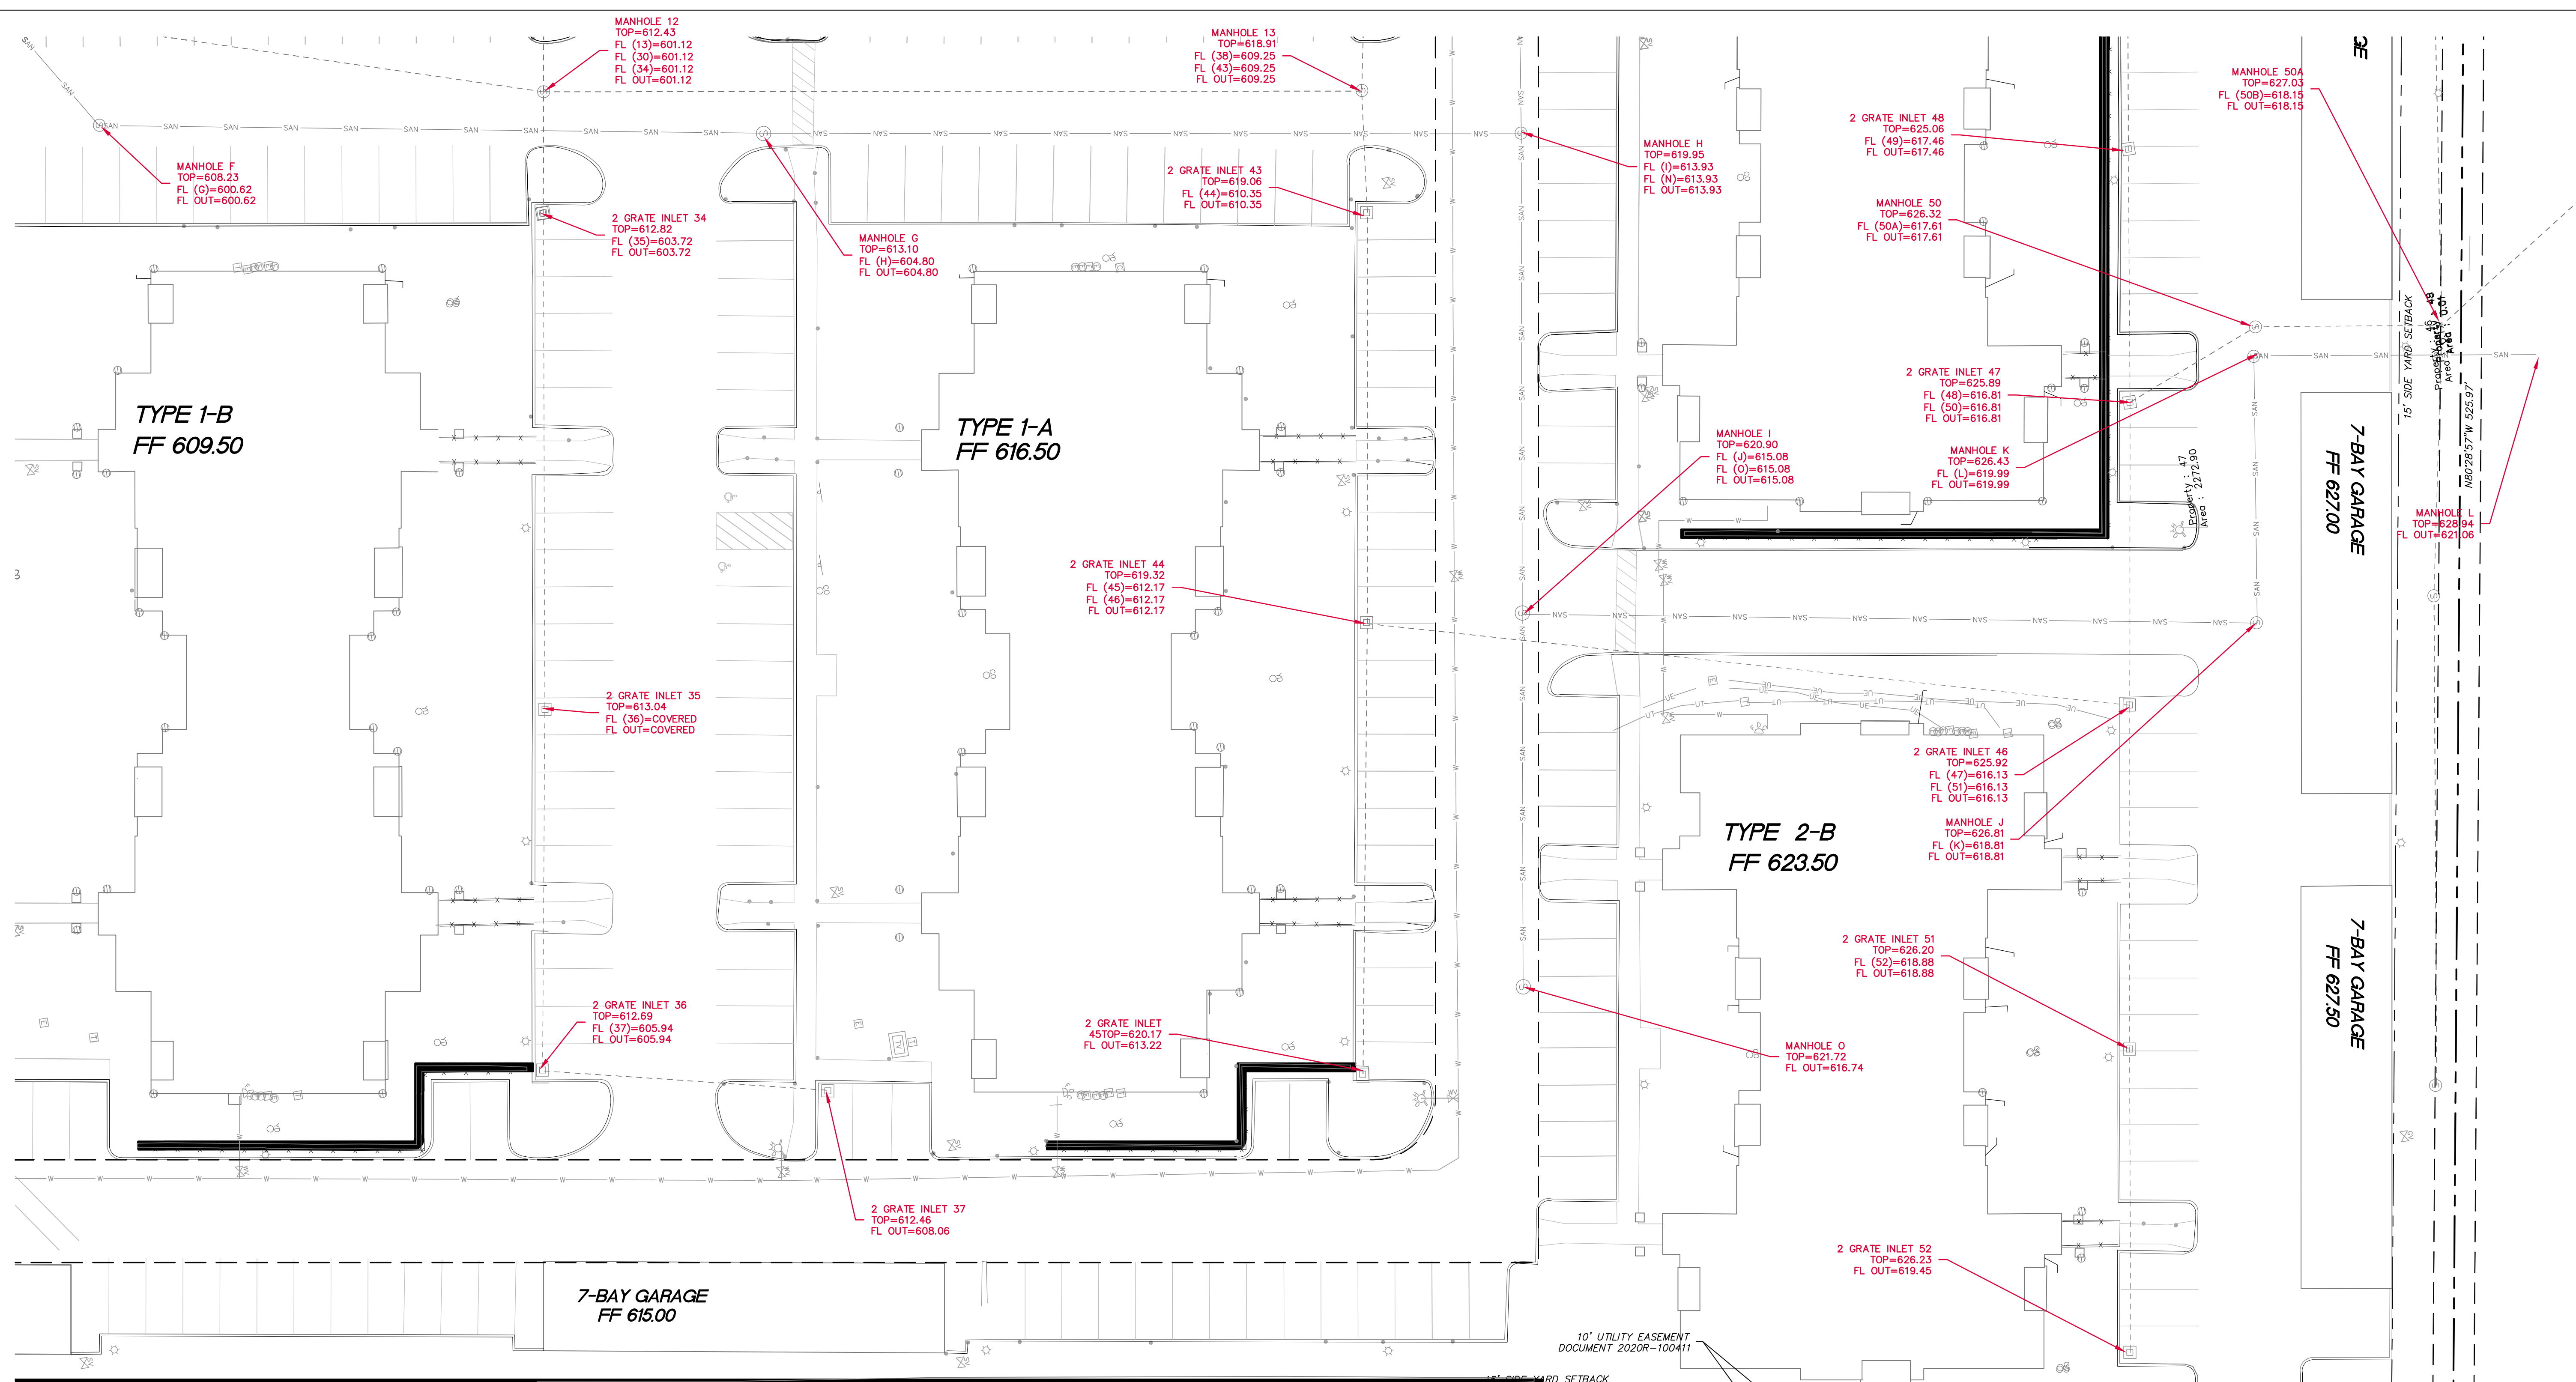 MANHOLE 12
TOP=612.43
FL (13)=601.12
FL (30)=601.12
FL (34)=601.12
FL OUT=601.12
MANHOLE 13
TOP=618.91
FL (38)=609.25
FL (43)=609.25
FL OUT=609.25
MANHOLE 50A
TOP=627.03
FL (50B)=618.15
FL OUT=618.15
2 GRATE INLET 48
TOP=625.06
FL (49)=617.46
FL OUT=617.46
MANHOLE F
TOP=608.23
FL (G)=600.62
FL OUT=600.62
2 GRATE INLET 43
TOP=619.06
FL (44)=610.35
FL OUT=610.35
MANHOLE H
TOP=619.95
FL (I)=613.93
FL (N)=613.93
FL OUT=613.93
MANHOLE 50
TOP=626.32
FL (50A)=617.61
FL OUT=617.61
2 GRATE INLET 34
TOP=612.82
FL (35)=603.72
FL OUT=603.72
MANHOLE G
TOP=613.10
FL (H)=604.80
FL OUT=604.80
15' SIDE YARD SETBACK
N80°28'57"W 525.97'
2 GRATE INLET 47
TOP=625.89
FL (48)=616.81
FL (50)=616.81
FL OUT=616.81
TYPE 1-B
FF 609.50
TYPE 1-A
FF 616.50
MANHOLE I
TOP=620.90
FL (J)=615.08
FL (O)=615.08
FL OUT=615.08
MANHOLE K
TOP=626.43
FL (L)=619.99
FL OUT=619.99
Property : 47
Area : 2272.90
7-BAY GARAGE
FF 627.00
MANHOLE L
TOP=628.94
FL OUT=621.06
2 GRATE INLET 44
TOP=619.32
FL (45)=612.17
FL (46)=612.17
FL OUT=612.17
2 GRATE INLET 35
TOP=613.04
FL (36)=COVERED
FL OUT=COVERED
2 GRATE INLET 46
TOP=625.92
FL (47)=616.13
FL (51)=616.13
FL OUT=616.13
TYPE 2-B
FF 623.50
MANHOLE J
TOP=626.81
FL (K)=618.81
FL OUT=618.81
2 GRATE INLET 51
TOP=626.20
FL (52)=618.88
FL OUT=618.88
7-BAY GARAGE
FF 627.50
2 GRATE INLET 36
TOP=612.69
FL (37)=605.94
FL OUT=605.94
2 GRATE INLET
45TOP=620.17
FL OUT=613.22
MANHOLE O
TOP=621.72
FL OUT=616.74
2 GRATE INLET 37
TOP=612.46
FL OUT=608.06
2 GRATE INLET 52
TOP=626.23
FL OUT=619.45
7-BAY GARAGE
FF 615.00
10' UTILITY EASEMENT
DOCUMENT 2020R-100411
15' SIDE YARD SETBACK